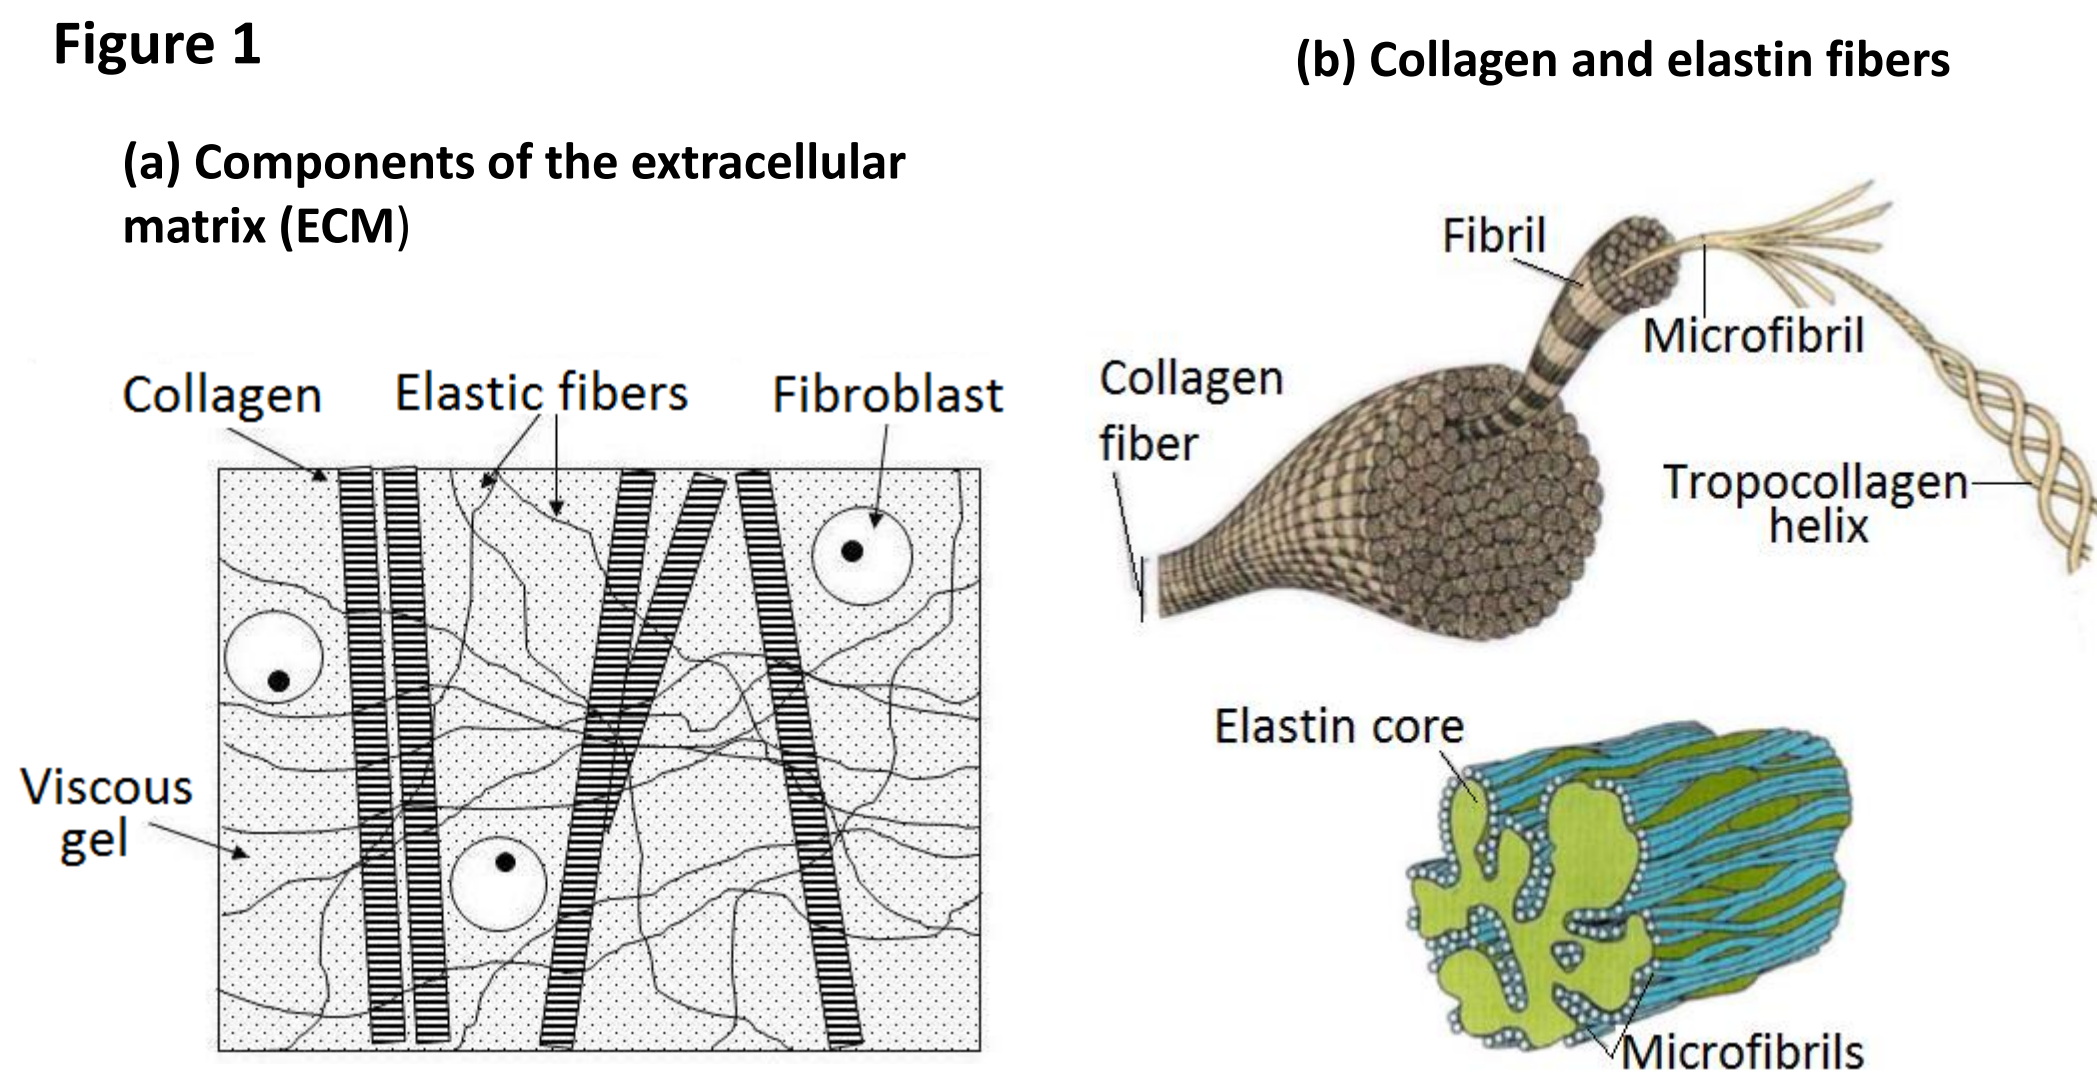 Figure 1
(a) Components of the extracellular
matrix (ECM)
Collagen
Elastic fibers
Fibroblast
Viscous
gel
(b) Collagen and elastin fibers
Fibril
Microfibril
Collagen
fiber
Tropocollagen
helix
Elastin core
Microfibrils